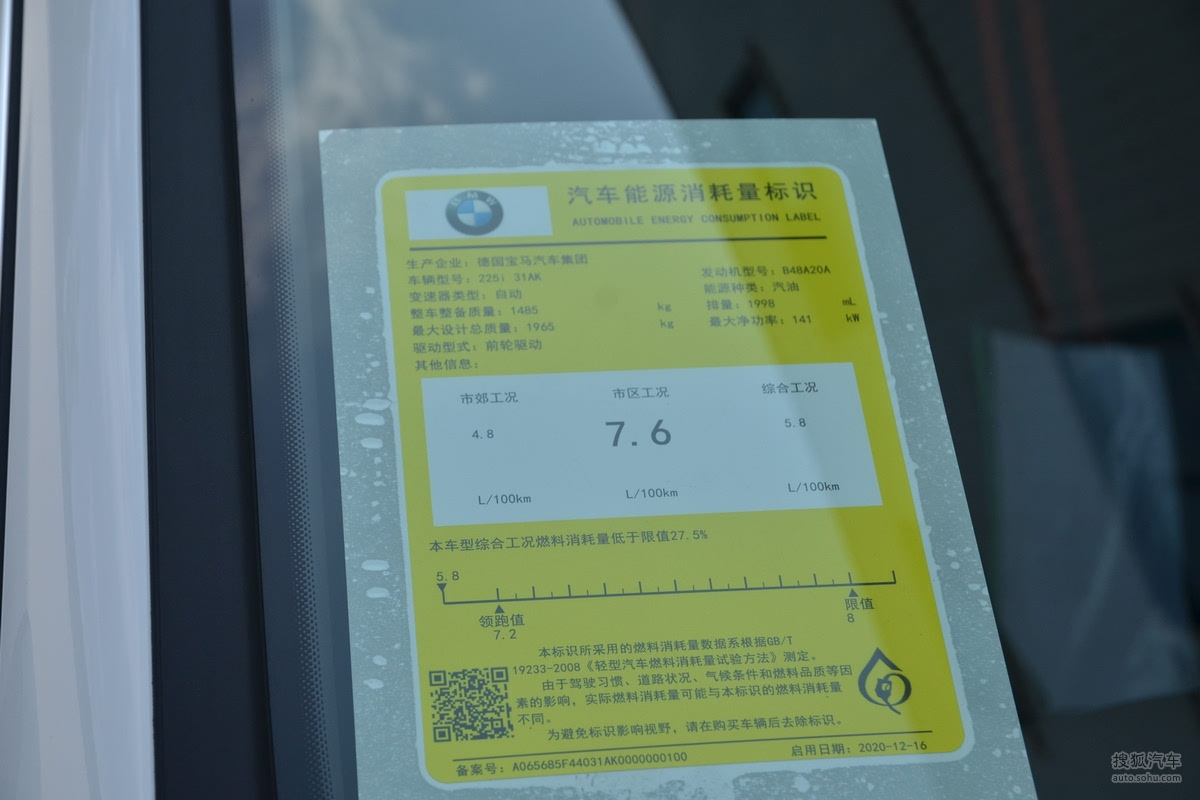 BMW
汽车能源消耗量标识
AUTOMOBILE ENERGY CONSUMPTION LABEL
生产企业：德国宝马汽车集团
车辆型号：225i 31AK
发动机型号：B48A20A
变速器类型：自动
能源种类：汽油
整车整备质量：1485 kg
排量：1998 mL
最大设计总质量：1965 kg
最大净功率：141 kW
驱动型式：前轮驱动
其他信息：
市郊工况 市区工况 综合工况
4.8 7.6 5.8
L/100km L/100km L/100km
本车型综合工况燃料消耗量低于限值27.5%
5.8
领跑值 限值
7.2 8
本标识所采用的燃料消耗量数据系根据GB/T
19233-2008《轻型汽车燃料消耗量试验方法》测定。
由于驾驶习惯、道路状况、气候条件和燃料品质等因
素的影响，实际燃料消耗量可能与本标识的燃料消耗量
不同。
为避免标识影响视野，请在购买车辆后去除标识。
备案号：A065685F44031AK0000000100
启用日期：2020-12-16
搜狐汽车
auto.sohu.com